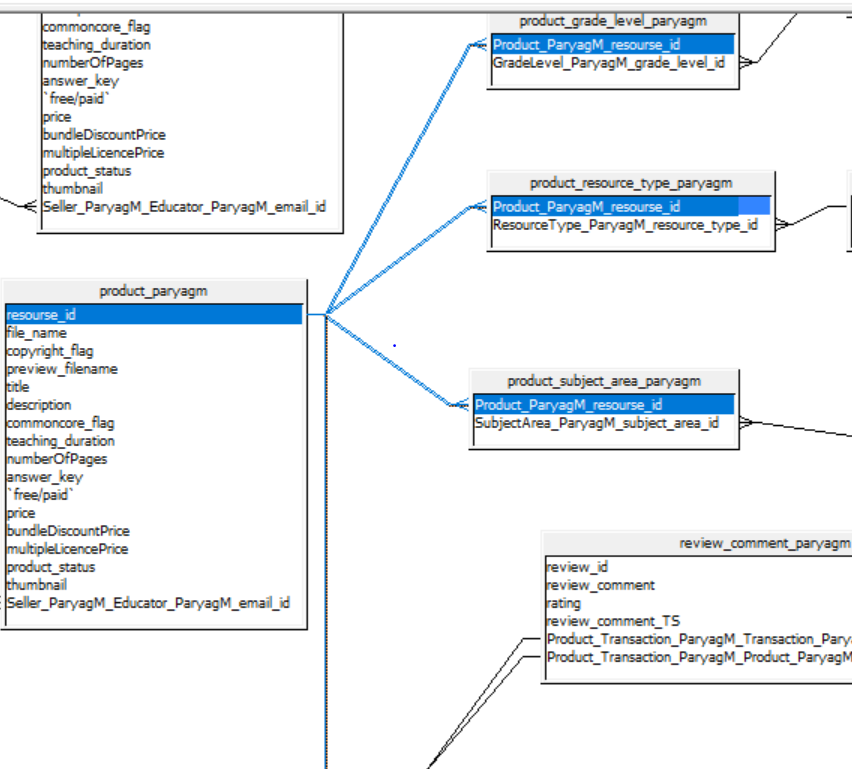 commoncore_flag
teaching_duration
numberOfPages
answer_key
`free/paid`
price
bundleDiscountPrice
multipleLicencePrice
product_status
thumbnail
Seller_ParyagM_Educator_ParyagM_email_id
product_grade_level_paryagm
Product_ParyagM_resourse_id
GradeLevel_ParyagM_grade_level_id
product_resource_type_paryagm
Product_ParyagM_resourse_id
ResourceType_ParyagM_resource_type_id
product_paryagm
resourse_id
file_name
copyright_flag
preview_filename
title
description
commoncore_flag
teaching_duration
numberOfPages
answer_key
`free/paid`
price
bundleDiscountPrice
multipleLicencePrice
product_status
thumbnail
Seller_ParyagM_Educator_ParyagM_email_id
product_subject_area_paryagm
Product_ParyagM_resourse_id
SubjectArea_ParyagM_subject_area_id
review_comment_paryagm
review_id
review_comment
rating
review_comment_TS
Product_Transaction_ParyagM_Transaction_Parya
Product_Transaction_ParyagM_Product_ParyagM